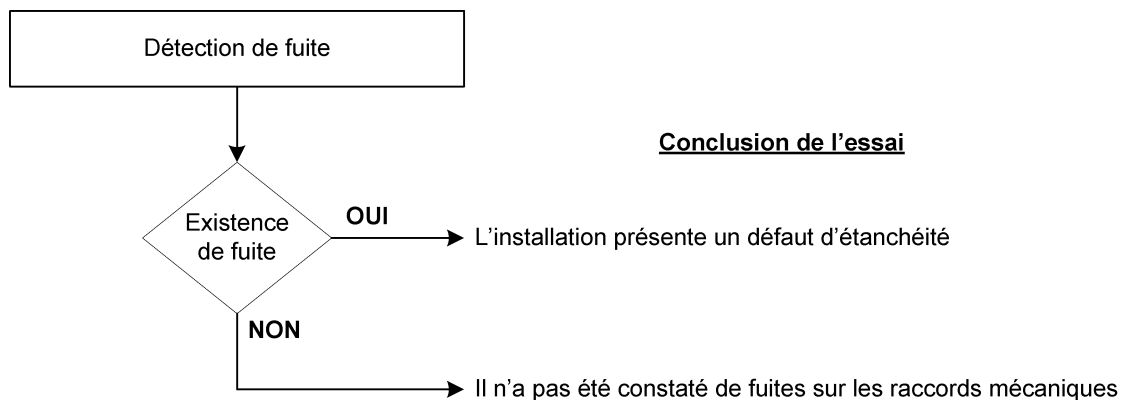 Détection de fuite
Conclusion de l’essai
Existence
de fuite
OUI
L’installation présente un défaut d’étanchéité
NON
Il n’a pas été constaté de fuites sur les raccords mécaniques